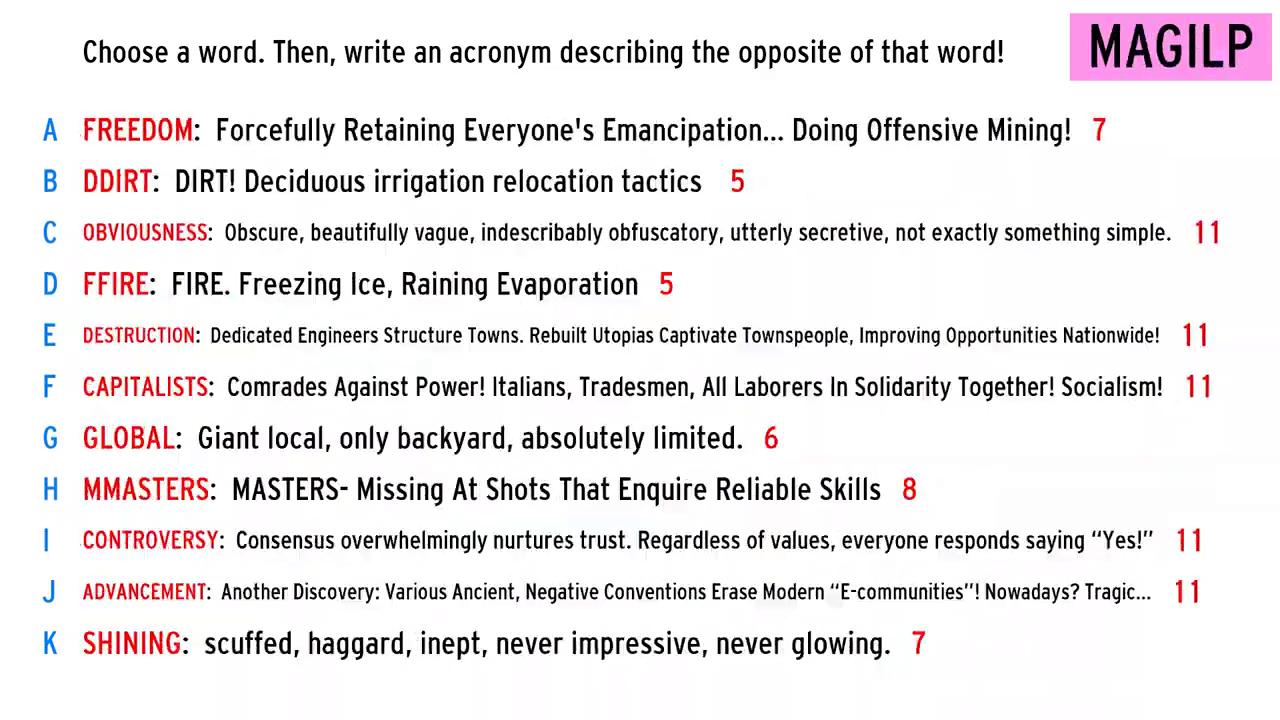 Choose a word. Then, write an acronym describing the opposite of that word!
MAGILP
A FREEDOM: Forcefully Retaining Everyone's Emancipation... Doing Offensive Mining! 7
B DDIRT: DIRT! Deciduous irrigation relocation tactics 5
C OBVIOUSNESS: Obscure, beautifully vague, indescribably obfuscatory, utterly secretive, not exactly something simple. 11
D FFIRE: FIRE. Freezing Ice, Raining Evaporation 5
E DESTRUCTION: Dedicated Engineers Structure Towns. Rebuilt Utopias Captivate Townspeople, Improving Opportunities Nationwide! 11
F CAPITALISTS: Comrades Against Power! Italians, Tradesmen, All Laborers In Solidarity Together! Socialism! 11
G GLOBAL: Giant local, only backyard, absolutely limited. 6
H MMASTERS: MASTERS- Missing At Shots That Enquire Reliable Skills 8
I CONTROVERSY: Consensus overwhelmingly nurtures trust. Regardless of values, everyone responds saying “Yes!” 11
J ADVANCEMENT: Another Discovery: Various Ancient, Negative Conventions Erase Modern “E-communities”! Nowadays? Tragic... 11
K SHINING: scuffed, haggard, inept, never impressive, never glowing. 7